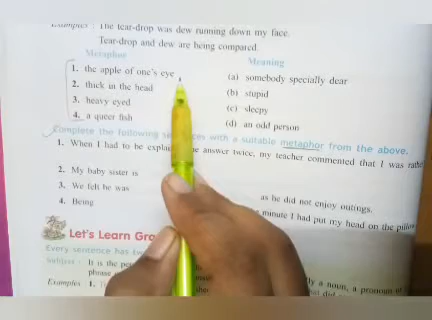 Examples : The tear-drop was dew running down my face.
Tear-drop and dew are being compared.
Metaphor Meaning
1. the apple of one's eye (a) somebody specially dear
2. thick in the head (b) stupid
3. heavy eyed (c) sleepy
4. a queer fish (d) an odd person
Complete the following with a suitable metaphor from the above.
1. When I had to be answer twice, my teacher commented that I was
2. My baby sister is
3. We felt he was as he did not enjoy outings.
4. Being minute I had put my head on the
Let's Learn
Every sentence has
Subject : It is the
Examples 1. a noun, a pronoun